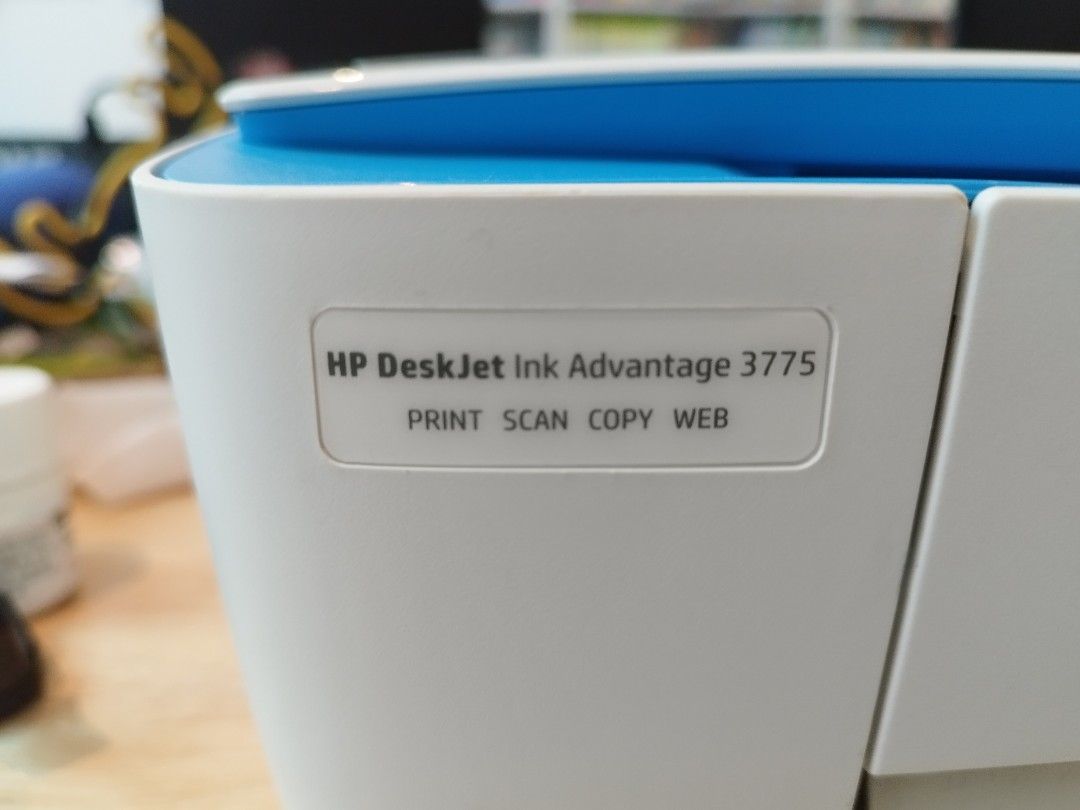 HP DeskJet Ink Advantage 3775
PRINT SCAN COPY WEB